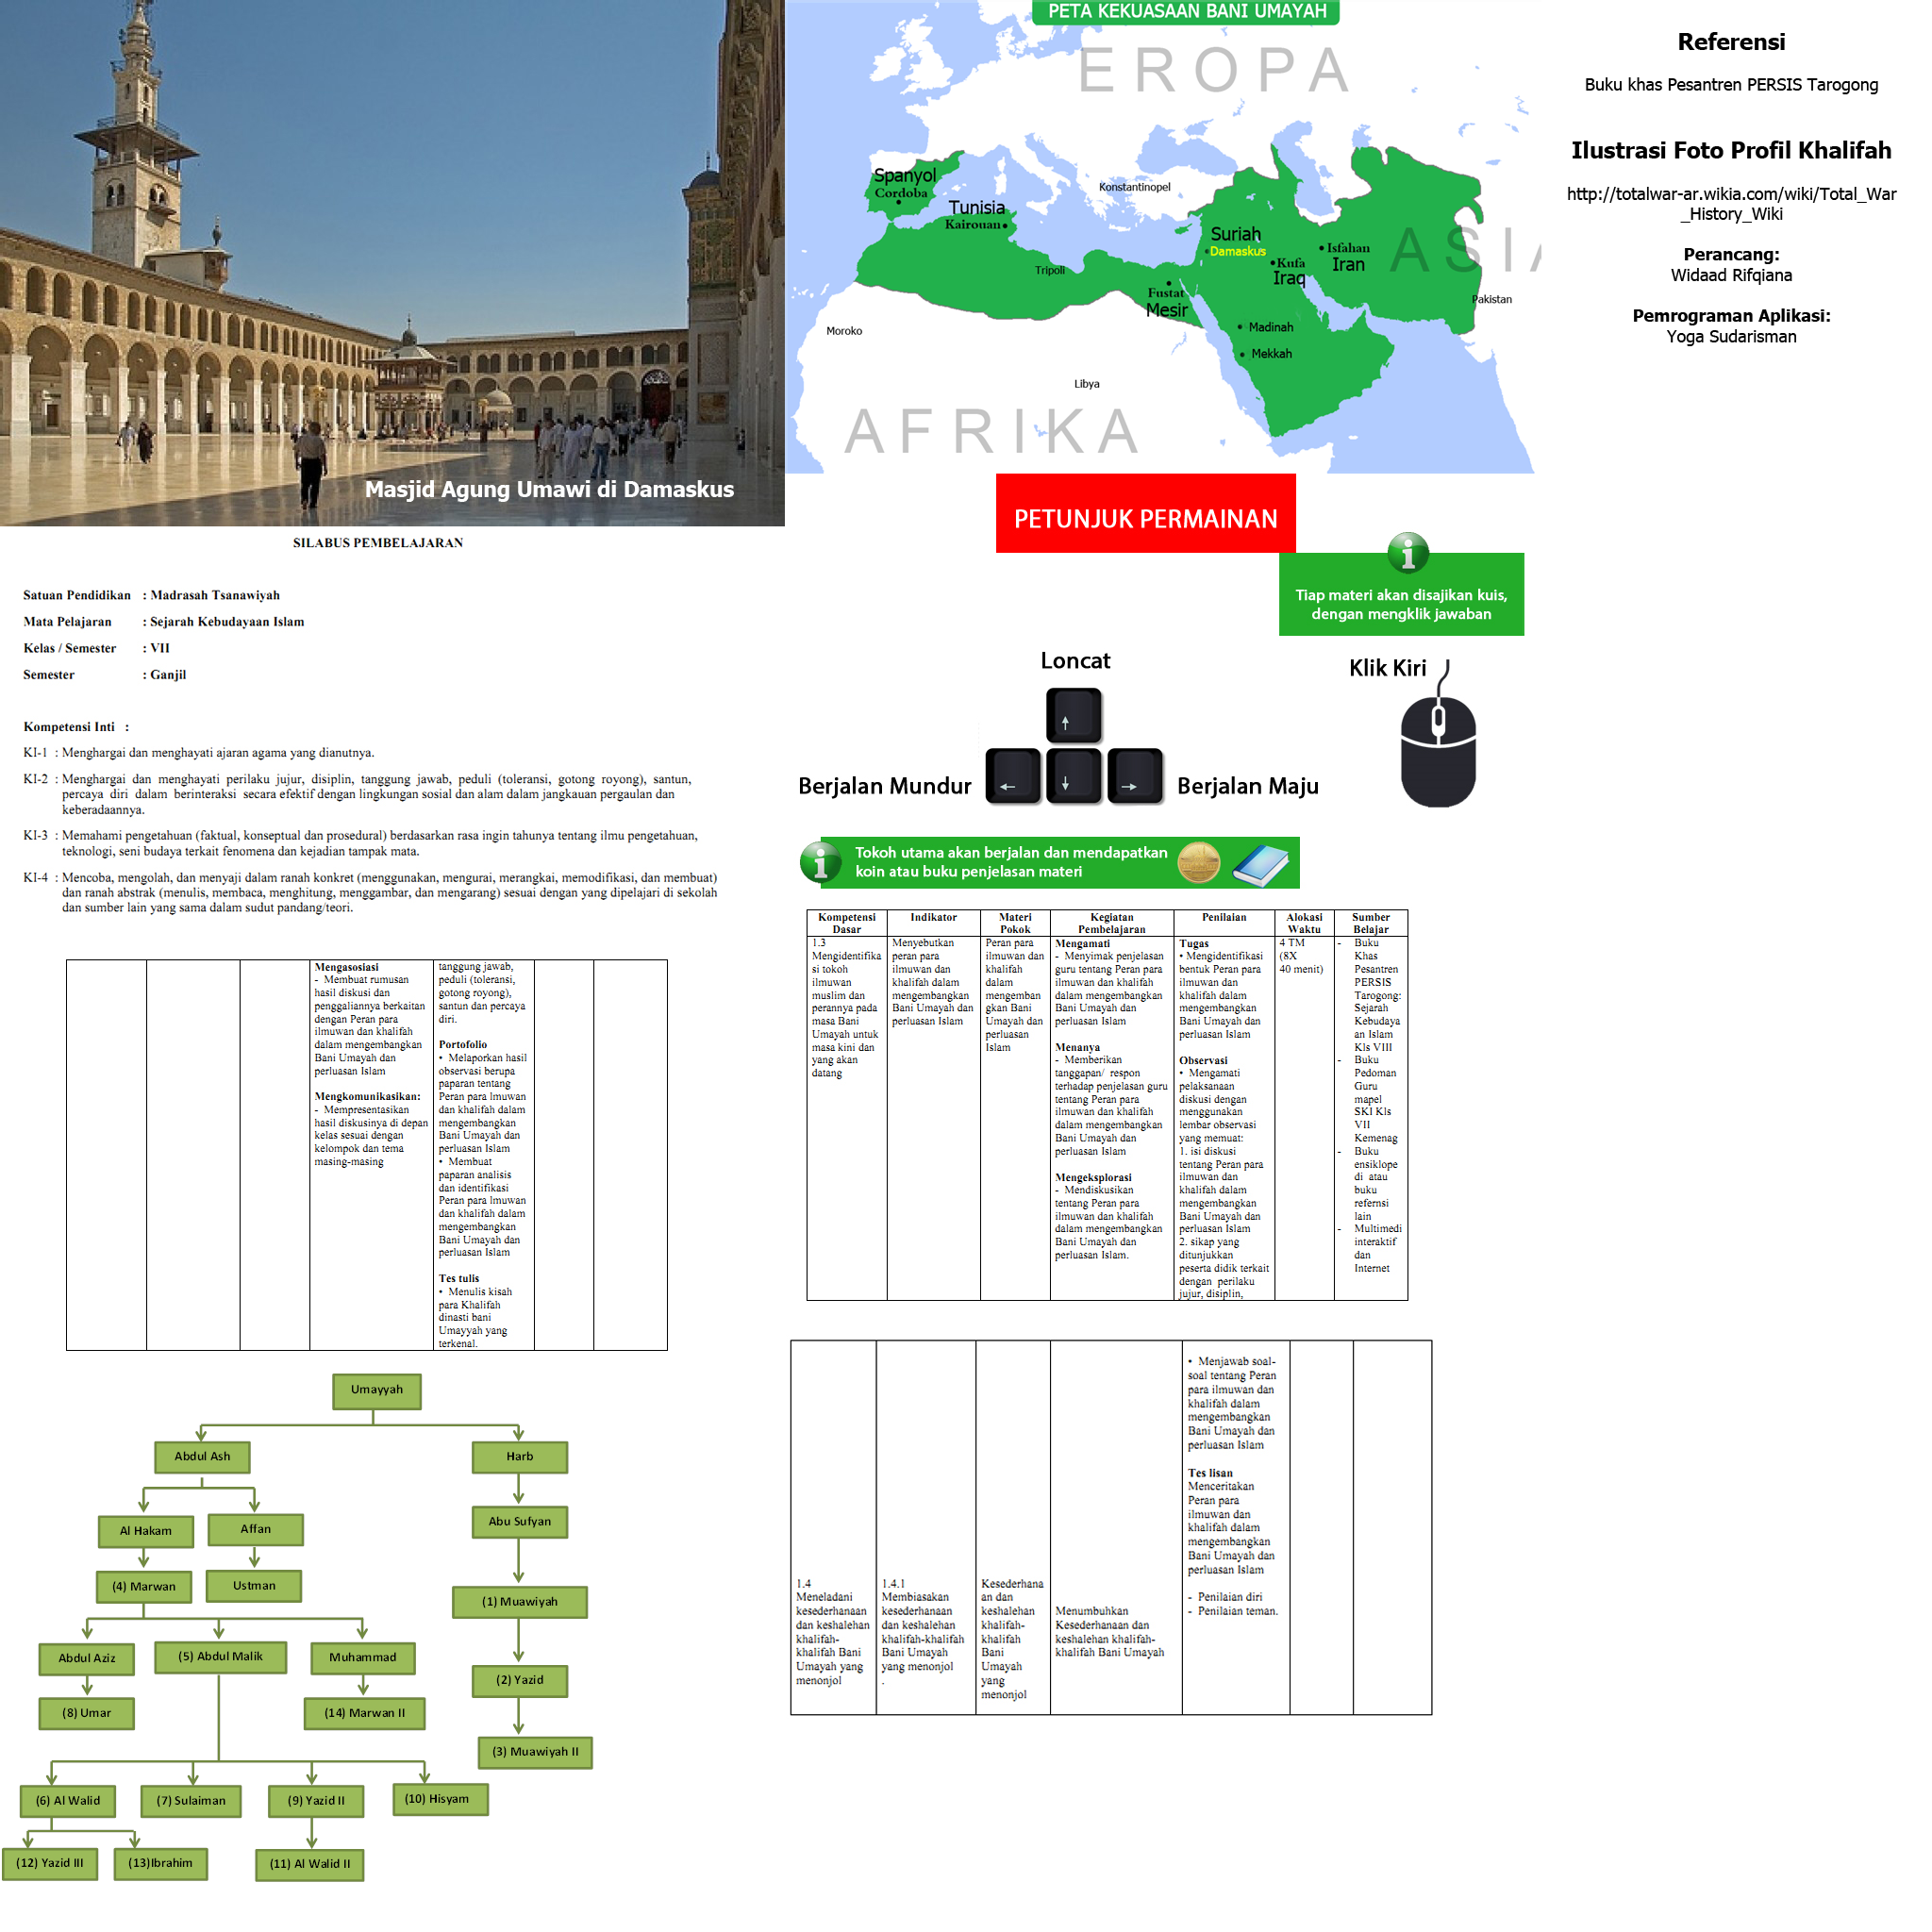 Masjid Agung Umawi di Damaskus
PETA KEKUASAAN BANI UMAYAH
EROPA
Spanyol
Cordoba
Tunisia
Kairouan
Konstantinopel
Suriah
Damaskus
Isfahan
Iran
ASIA
Kufa
Iraq
Tripoli
Fustat
Mesir
Pakistan
Moroko
Madinah
Mekkah
Libya
AFRIKA
Referensi
Buku khas Pesantren PERSIS Tarogong
Ilustrasi Foto Profil Khalifah
http://totalwar-ar.wikia.com/wiki/Total_War
_History_Wiki
Perancang:
Widaad Rifqiana
Pemrograman Aplikasi:
Yoga Sudarisman
SILABUS PEMBELAJARAN
Satuan Pendidikan : Madrasah Tsanawiyah
Mata Pelajaran : Sejarah Kebudayaan Islam
Kelas / Semester : VII
Semester : Ganjil
Kompetensi Inti :
KI-1 : Menghargai dan menghayati ajaran agama yang dianutnya.
KI-2 : Menghargai dan menghayati perilaku jujur, disiplin, tanggung jawab, peduli (toleransi, gotong royong), santun,
percaya diri dalam berinteraksi secara efektif dengan lingkungan sosial dan alam dalam jangkauan pergaulan dan
keberadaannya.
KI-3 : Memahami pengetahuan (faktual, konseptual dan prosedural) berdasarkan rasa ingin tahunya tentang ilmu pengetahuan,
teknologi, seni budaya terkait fenomena dan kejadian tampak mata.
KI-4 : Mencoba, mengolah, dan menyaji dalam ranah konkret (menggunakan, mengurai, merangkai, memodifikasi, dan membuat)
dan ranah abstrak (menulis, membaca, menghitung, menggambar, dan mengarang) sesuai dengan yang dipelajari di sekolah
dan sumber lain yang sama dalam sudut pandang/teori.
PETUNJUK PERMAINAN
Tiap materi akan disajikan kuis,
dengan mengklik jawaban
Loncat
Klik Kiri
Berjalan Mundur
Berjalan Maju
Tokoh utama akan berjalan dan mendapatkan
koin atau buku penjelasan materi
Mengasosiasi
- Membuat rumusan
hasil diskusi dan
penggaliannya berkaitan
dengan Peran para
ilmuwan dan khalifah
dalam mengembangkan
Bani Umayah dan
perluasan Islam
Mengkomunikasikan:
- Mempresentasikan
hasil diskusinya di depan
kelas sesuai dengan
kelompok dan tema
masing-masing
tanggung jawab,
peduli (toleransi,
gotong royong),
santun dan percaya
diri.
Portofolio
• Melaporkan hasil
observasi berupa
paparan tentang
Peran para lmuwan
dan khalifah dalam
mengembangkan
Bani Umayah dan
perluasan Islam
• Membuat
paparan analisis
dan identifikasi
Peran para lmuwan
dan khalifah dalam
mengembangkan
Bani Umayah dan
perluasan Islam
Tes tulis
• Menulis kisah
para Khalifah
dinasti bani
Umayyah yang
terkenal.
Kompetensi
Dasar
Indikator
Materi
Pokok
Kegiatan
Pembelajaran
Penilaian
Alokasi
Waktu
Sumber
Belajar
1.3
Mengidentifika
si tokoh
ilmuwan
muslim dan
perannya pada
masa Bani
Umayah untuk
masa kini dan
yang akan
datang
Menyebutkan
peran para
ilmuwan dan
khalifah dalam
mengembangkan
Bani Umayah dan
perluasan Islam
Peran para
ilmuwan dan
khalifah
dalam
mengemban
gkan Bani
Umayah dan
perluasan
Islam
Mengamati
- Menyimak penjelasan
guru tentang Peran para
ilmuwan dan khalifah
dalam mengembangkan
Bani Umayah dan
perluasan Islam
Menanya
- Memberikan
tanggapan/ respon
terhadap penjelasan guru
tentang Peran para
ilmuwan dan khalifah
dalam mengembangkan
Bani Umayah dan
perluasan Islam
Mengeksplorasi
- Mendiskusikan
tentang Peran para
ilmuwan dan khalifah
dalam mengembangkan
Bani Umayah dan
perluasan Islam.
Tugas
• Mengidentifikasi
bentuk Peran para
ilmuwan dan
khalifah dalam
mengembangkan
Bani Umayah dan
perluasan Islam
Observasi
• Mengamati
pelaksanaan
diskusi dengan
menggunakan
lembar observasi
yang memuat:
1. isi diskusi
tentang Peran para
ilmuwan dan
khalifah dalam
mengembangkan
Bani Umayah dan
perluasan Islam
2. sikap yang
ditunjukkan
peserta didik terkait
dengan perilaku
jujur, disiplin,
4 TM
(8X
40 menit)
- Buku
Khas
Pesantren
PERSIS
Tarogong:
Sejarah
Kebudaya
an Islam
Kls VIII
- Buku
Pedoman
Guru
mapel
SKI Kls
VII
Kemenag
- Buku
ensiklope
di atau
buku
refernsi
lain
- Multimedi
interaktif
dan
Internet
1.4
Meneladani
kesederhanaan
dan keshalehan
khalifah-
khalifah Bani
Umayah yang
menonjol
1.4.1
Membiasakan
kesederhanaan
dan keshalehan
khalifah-khalifah
Bani Umayah
yang menonjol
.
Kesederhana
an dan
keshalehan
khalifah-
khalifah
Bani
Umayah
yang
menonjol
Menumbuhkan
Kesederhanaan dan
keshalehan khalifah-
khalifah Bani Umayah
• Menjawab soal-
soal tentang Peran
para ilmuwan dan
khalifah dalam
mengembangkan
Bani Umayah dan
perluasan Islam
Tes lisan
Menceritakan
Peran para
ilmuwan dan
khalifah dalam
mengembangkan
Bani Umayah dan
perluasan Islam
- Penilaian diri
- Penilaian teman.
Umayyah
Abdul Ash
Harb
Al Hakam
Affan
Abu Sufyan
(4) Marwan
Ustman
(1) Muawiyah
Abdul Aziz
(5) Abdul Malik
Muhammad
(2) Yazid
(8) Umar
(14) Marwan II
(3) Muawiyah II
(6) Al Walid
(7) Sulaiman
(9) Yazid II
(10) Hisyam
(12) Yazid III
(13)Ibrahim
(11) Al Walid II